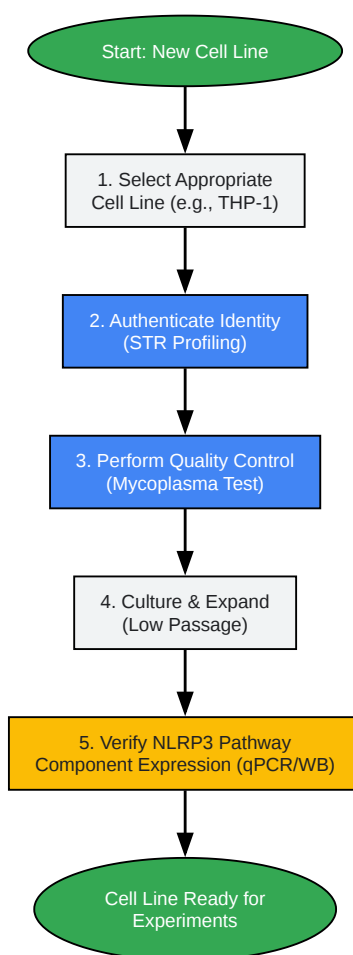 Start: New Cell Line
1. Select Appropriate
Cell Line (e.g., THP-1)
2. Authenticate Identity
(STR Profiling)
3. Perform Quality Control
(Mycoplasma Test)
4. Culture & Expand
(Low Passage)
5. Verify NLRP3 Pathway
Component Expression (qPCR/WB)
Cell Line Ready for
Experiments